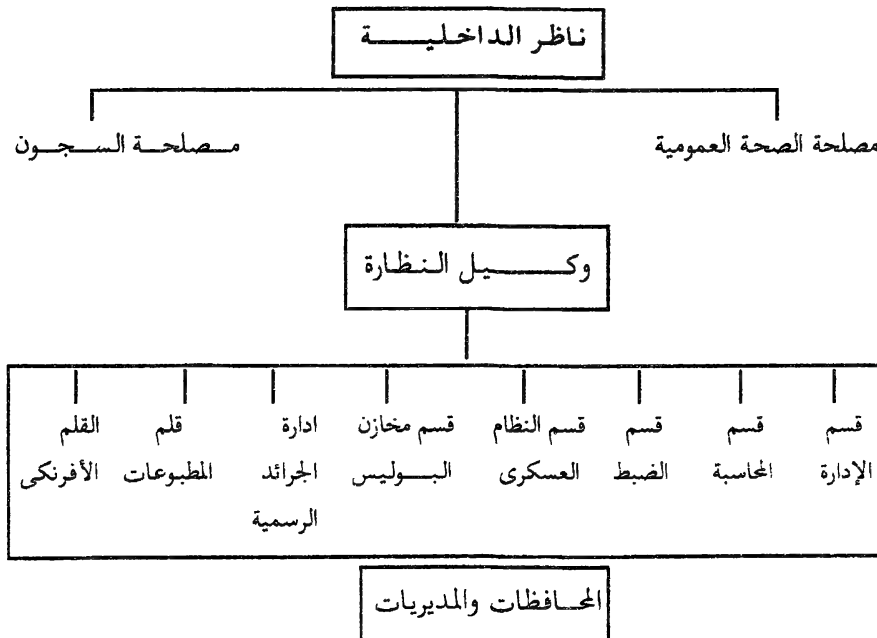 ناظر الداخلية
مصلحة الصحة العمومية
مصلحة السجون
وكيل النظارة
قسم
الإدارة
قسم
المحاسبة
قسم
الضبط
قسم النظام
العسكرى
قسم مخازن
البوليس
ادارة
الجرائد
الرسمية
قلم
المطبوعات
القلم
الأفرنكى
المحافظات والمديريات